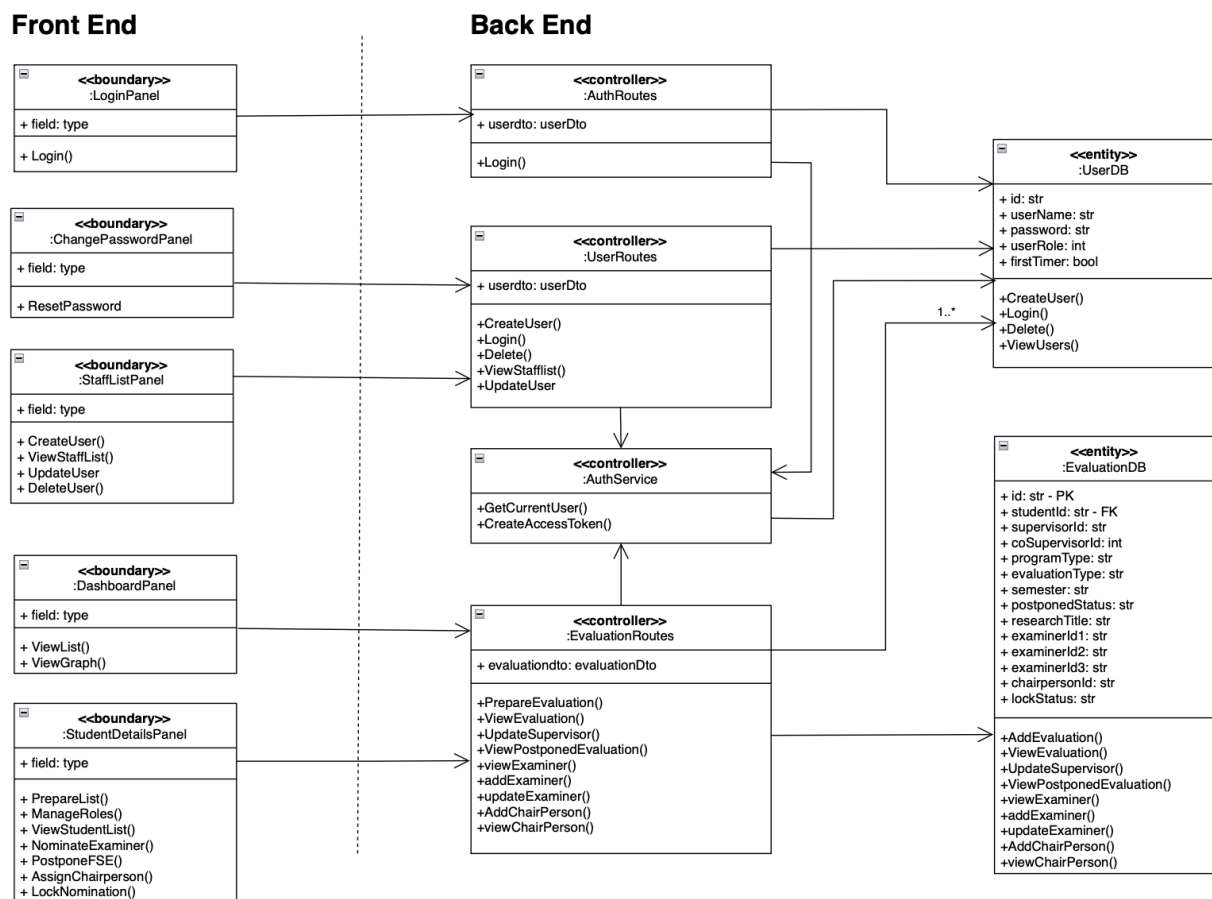 Front End
<<boundary>>
:LoginPanel
+ field: type
+ Login()
<<boundary>>
:ChangePasswordPanel
+ field: type
+ ResetPassword
<<boundary>>
:StaffListPanel
+ field: type
+ CreateUser()
+ ViewStaffList()
+ UpdateUser
+ DeleteUser()
<<boundary>>
:DashboardPanel
+ field: type
+ ViewList()
+ ViewGraph()
<<boundary>>
:StudentDetailsPanel
+ field: type
+ PrepareList()
+ ManageRoles()
+ ViewStudentList()
+ NominateExaminer()
+ PostponeFSE()
+ AssignChairperson()
+ LockNomination()
Back End
<<controller>>
:AuthRoutes
+ userdto: userDto
+Login()
<<controller>>
:UserRoutes
+ userdto: userDto
+CreateUser()
+Login()
+Delete()
+ViewStafflist()
+UpdateUser
<<controller>>
:AuthService
+GetCurrentUser()
+CreateAccessToken()
<<controller>>
:EvaluationRoutes
+ evaluationdto: evaluationDto
+PrepareEvaluation()
+ViewEvaluation()
+UpdateSupervisor()
+ViewPostponedEvaluation()
+viewExaminer()
+addExaminer()
+updateExaminer()
+AddChairPerson()
+viewChairPerson()
1..*
<<entity>>
:UserDB
+ id: str
+ userName: str
+ password: str
+ userRole: int
+ firstTimer: bool
+CreateUser()
+Login()
+Delete()
+ViewUsers()
<<entity>>
:EvaluationDB
+ id: str - PK
+ studentId: str - FK
+ supervisorId: str
+ coSupervisorId: int
+ programType: str
+ evaluationType: str
+ semester: str
+ postponedStatus: str
+ researchTitle: str
+ examinerId1: str
+ examinerId2: str
+ examinerId3: str
+ chairpersonId: str
+ lockStatus: str
+AddEvaluation()
+ViewEvaluation()
+UpdateSupervisor()
+ViewPostponedEvaluation()
+viewExaminer()
+addExaminer()
+updateExaminer()
+AddChairPerson()
+viewChairPerson()